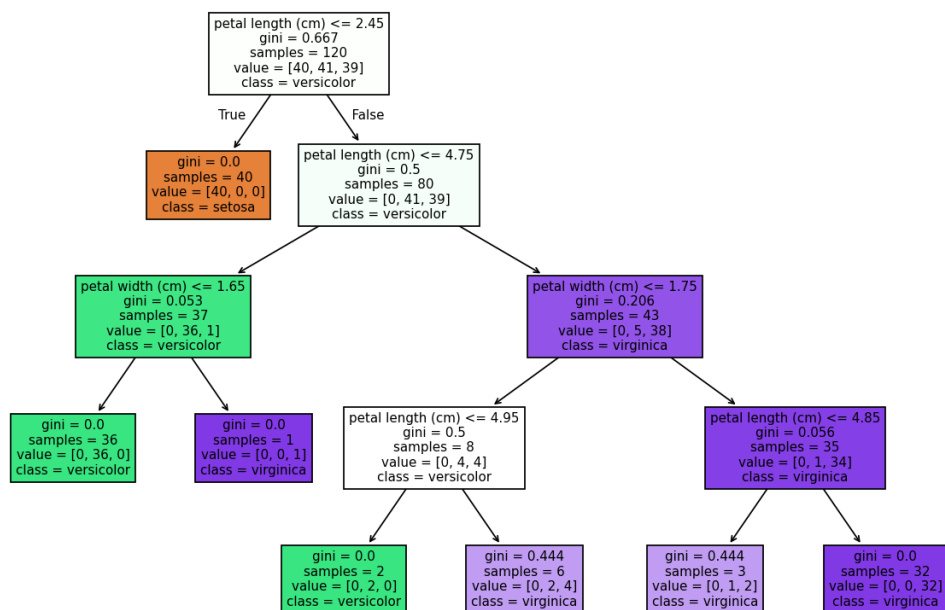 petal length (cm) <= 2.45
gini = 0.667
samples = 120
value = [40, 41, 39]
class = versicolor
True
False
gini = 0.0
samples = 40
value = [40, 0, 0]
class = setosa
petal length (cm) <= 4.75
gini = 0.5
samples = 80
value = [0, 41, 39]
class = versicolor
petal width (cm) <= 1.65
gini = 0.053
samples = 37
value = [0, 36, 1]
class = versicolor
petal width (cm) <= 1.75
gini = 0.206
samples = 43
value = [0, 5, 38]
class = virginica
gini = 0.0
samples = 36
value = [0, 36, 0]
class = versicolor
gini = 0.0
samples = 1
value = [0, 0, 1]
class = virginica
petal length (cm) <= 4.95
gini = 0.5
samples = 8
value = [0, 4, 4]
class = versicolor
petal length (cm) <= 4.85
gini = 0.056
samples = 35
value = [0, 1, 34]
class = virginica
gini = 0.0
samples = 2
value = [0, 2, 0]
class = versicolor
gini = 0.444
samples = 6
value = [0, 2, 4]
class = virginica
gini = 0.444
samples = 3
value = [0, 1, 2]
class = virginica
gini = 0.0
samples = 32
value = [0, 0, 32]
class = virginica